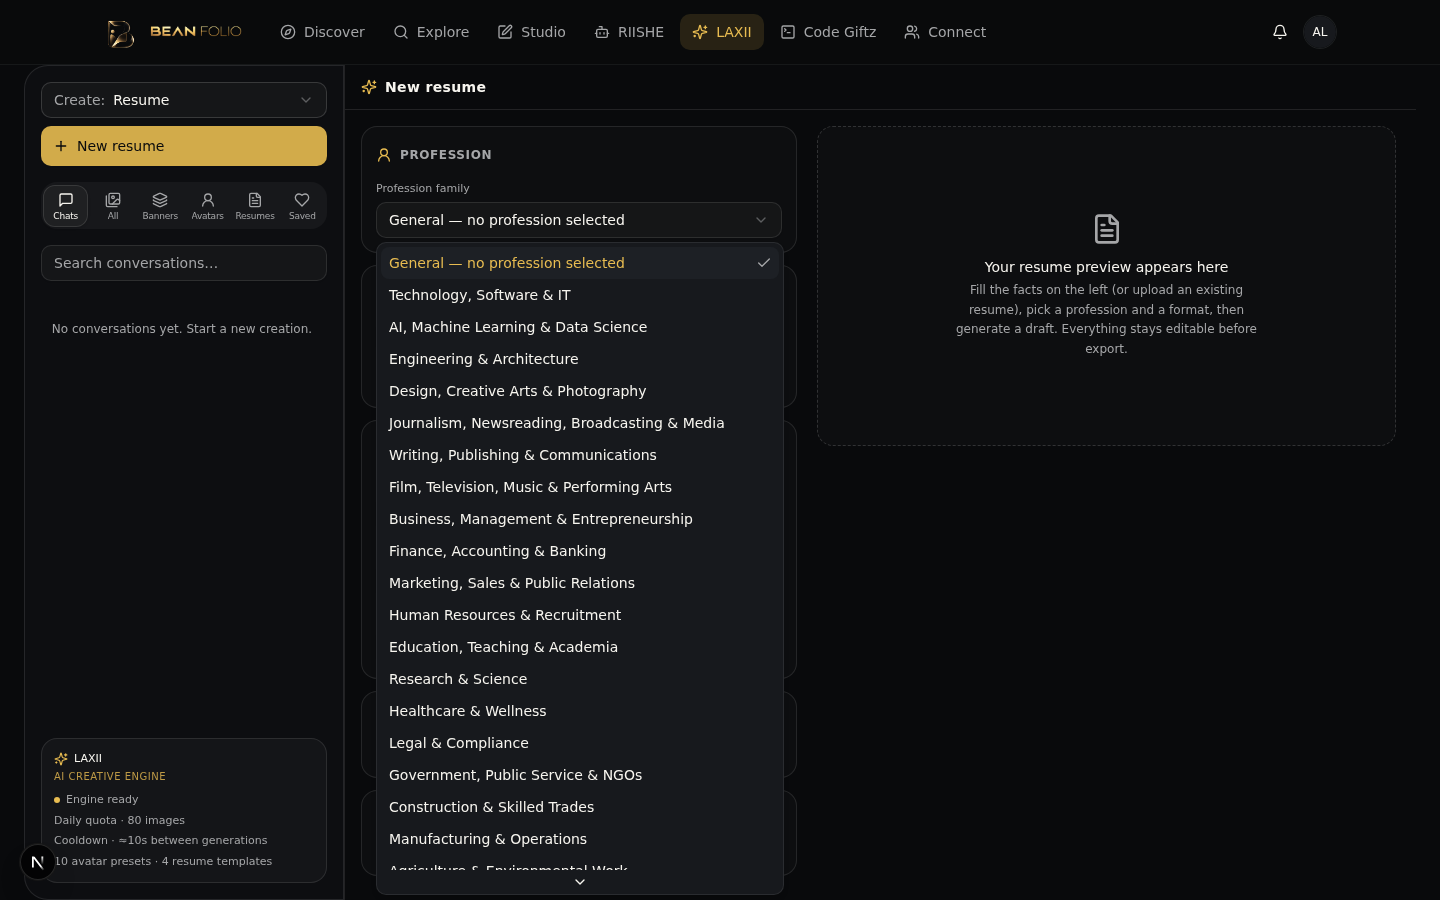 BEAN FOLIO
Discover
Explore
Studio
RIISHE
LAXII
Code Giftz
Connect
AL
Create: Resume
New resume
Chats
All
Banners
Avatars
Resumes
Saved
Search conversations...
No conversations yet. Start a new creation.
LAXII
AI CREATIVE ENGINE
Engine ready
Daily quota · 80 images
Cooldown · ≈10s between generations
10 avatar presets · 4 resume templates
N
New resume
PROFESSION
Profession family
General — no profession selected
General — no profession selected
Technology, Software & IT
AI, Machine Learning & Data Science
Engineering & Architecture
Design, Creative Arts & Photography
Journalism, Newsreading, Broadcasting & Media
Writing, Publishing & Communications
Film, Television, Music & Performing Arts
Business, Management & Entrepreneurship
Finance, Accounting & Banking
Marketing, Sales & Public Relations
Human Resources & Recruitment
Education, Teaching & Academia
Research & Science
Healthcare & Wellness
Legal & Compliance
Government, Public Service & NGOs
Construction & Skilled Trades
Manufacturing & Operations
Agriculture & Environmental Work
Your resume preview appears here
Fill the facts on the left (or upload an existing
resume), pick a profession and a format, then
generate a draft. Everything stays editable before
export.